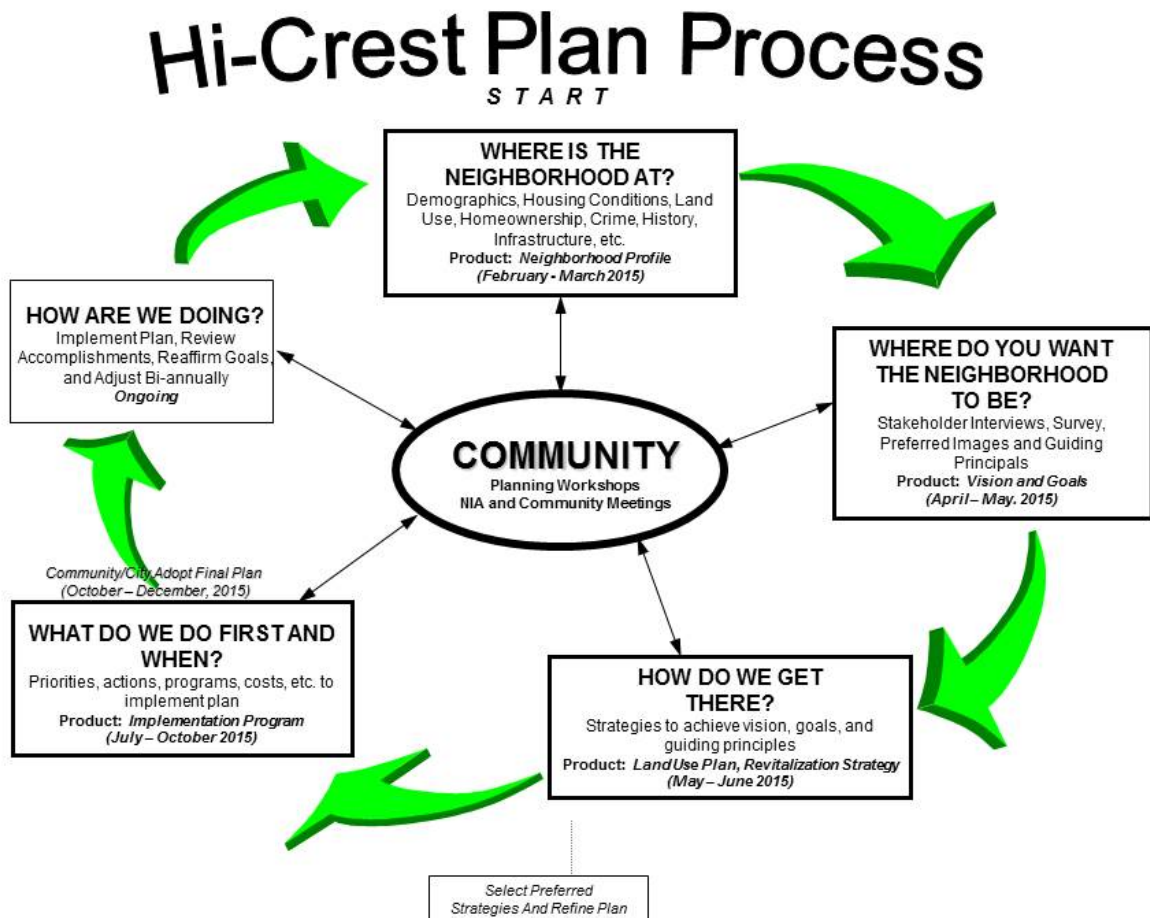 Hi-Crest Plan Process
START
WHERE IS THE
NEIGHBORHOOD AT?
Demographics, Housing Conditions, Land
Use, Homeownership, Crime, History,
Infrastructure, etc.
Product: Neighborhood Profile
(February - March 2015)
WHERE DO YOU WANT
THE NEIGHBORHOOD
TO BE?
Stakeholder Interviews, Survey,
Preferred Images and Guiding
Principals
Product: Vision and Goals
(April – May. 2015)
HOW DO WE GET
THERE?
Strategies to achieve vision, goals, and
guiding principles
Product: Land Use Plan, Revitalization Strategy
(May – June 2015)
Select Preferred
Strategies And Refine Plan
Community/City Adopt Final Plan
(October – December, 2015)
WHAT DO WE DO FIRST AND
WHEN?
Priorities, actions, programs, costs, etc. to
implement plan
Product: Implementation Program
(July – October 2015)
HOW ARE WE DOING?
Implement Plan, Review
Accomplishments, Reaffirm Goals,
and Adjust Bi-annually
Ongoing
COMMUNITY
Planning Workshops
NIA and Community Meetings